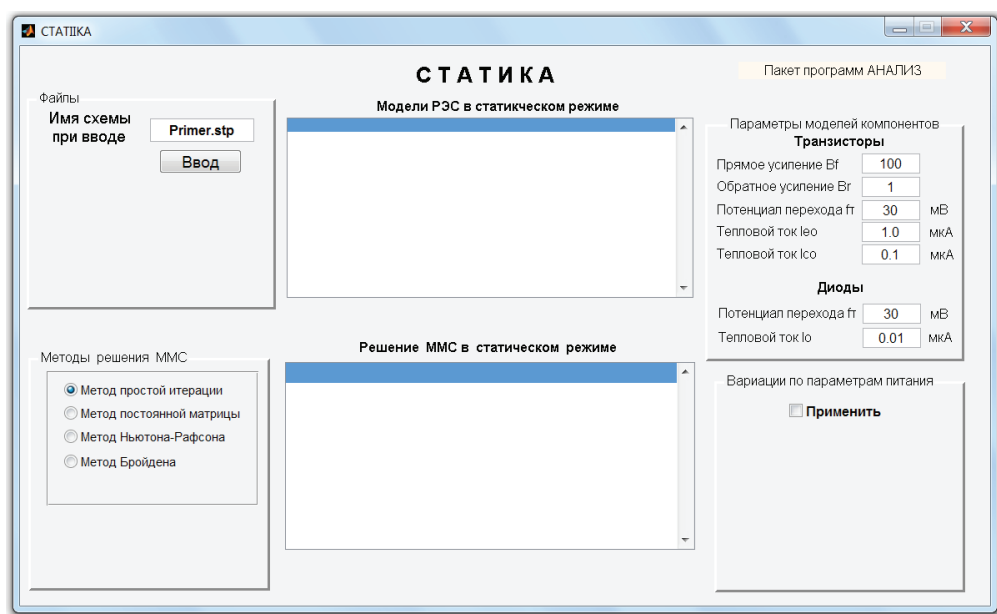 СТАТIIКА
СТАТИКА
Пакет программ АНАЛИЗ
Файлы
Имя схемы
при вводе
Primer.stp
Ввод
Модели РЭС в статикческом режиме
Параметры моделей компонентов
Транзисторы
Прямое усиление Bf 100
Обратное усиление Br 1
Потенциал перехода fт 30 мВ
Тепловой ток Ieo 1.0 мкА
Тепловой ток Ico 0.1 мкА
Диоды
Потенциал перехода fт 30 мВ
Тепловой ток Io 0.01 мкА
Методы решения ММС
Метод простой итерации
Метод постоянной матрицы
Метод Ньютона-Рафсона
Метод Бройдена
Решение ММС в статическом режиме
Вариации по параметрам питания
Применить